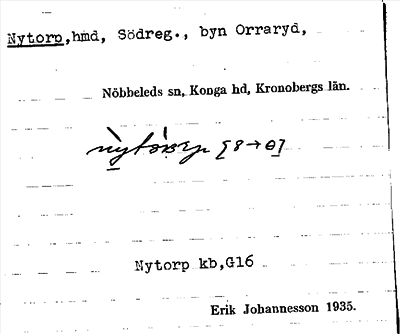 Nytorp,hmd, Södreg., byn Orraryd,
Nöbbeleds sn, Konga hd, Kronobergs län.
Nytorp kb,G16
Erik Johannesson 1935.